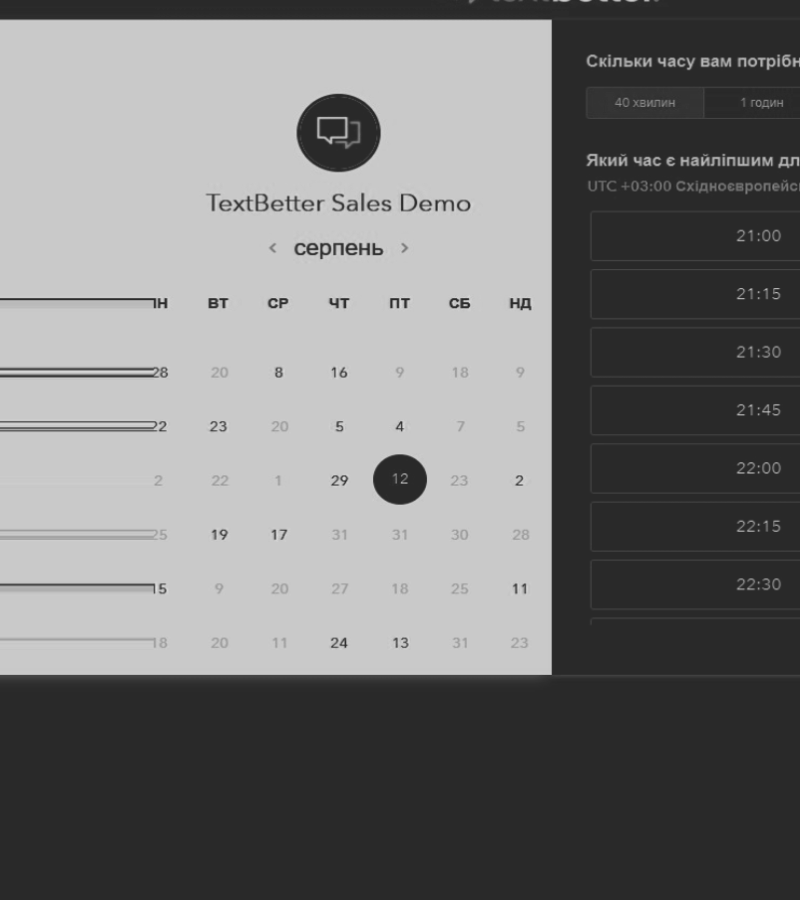 TextBetter Sales Demo
< серпень >
ПН ВТ СР ЧТ ПТ СБ НД
28 20 8 16 9 18 9
22 23 20 5 4 7 5
2 22 1 29 12 23 2
25 19 17 31 31 30 28
15 9 20 27 18 25 11
18 20 11 24 13 31 23
Скільки часу вам
40 хвилин 1 годин
Який час є найліпшим
UTC +03:00
21:00
21:15
21:30
21:45
22:00
22:15
22:30